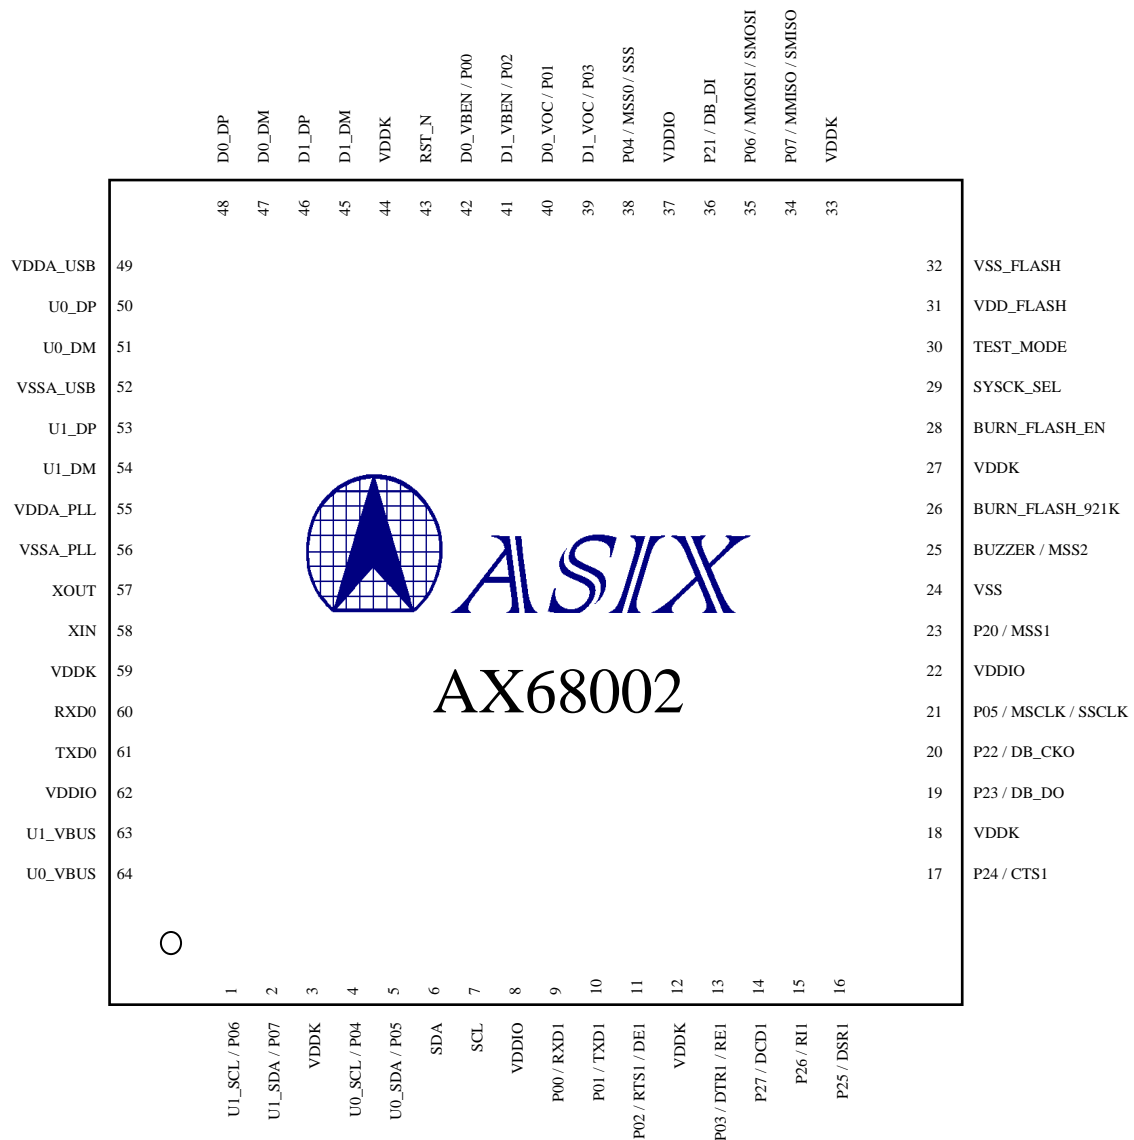 D0_DP
D0_DM
D1_DP
D1_DM
VDDK
RST_N
D0_VBEN / P00
D1_VBEN / P02
D0_VOC / P01
D1_VOC / P03
P04 / MSS0 / SSS
VDDIO
P21 / DB_DI
P06 / MMOSI / SMOSI
P07 / MMISO / SMISO
VDDK
48
47
46
45
44
43
42
41
40
39
38
37
36
35
34
33
VDDA_USB 49
U0_DP 50
U0_DM 51
VSSA_USB 52
U1_DP 53
U1_DM 54
VDDA_PLL 55
VSSA_PLL 56
XOUT 57
XIN 58
VDDK 59
RXD0 60
TXD0 61
VDDIO 62
U1_VBUS 63
U0_VBUS 64
ASIX
AX68002
32 VSS_FLASH
31 VDD_FLASH
30 TEST_MODE
29 SYSCK_SEL
28 BURN_FLASH_EN
27 VDDK
26 BURN_FLASH_921K
25 BUZZER / MSS2
24 VSS
23 P20 / MSS1
22 VDDIO
21 P05 / MSCLK / SSCLK
20 P22 / DB_CKO
19 P23 / DB_DO
18 VDDK
17 P24 / CTS1
1
2
3
4
5
6
7
8
9
10
11
12
13
14
15
16
U1_SCL / P06
U1_SDA / P07
VDDK
U0_SCL / P04
U0_SDA / P05
SDA
SCL
VDDIO
P00 / RXD1
P01 / TXD1
P02 / RTS1 / DE1
VDDK
P03 / DTR1 / RE1
P27 / DCD1
P26 / RI1
P25 / DSR1